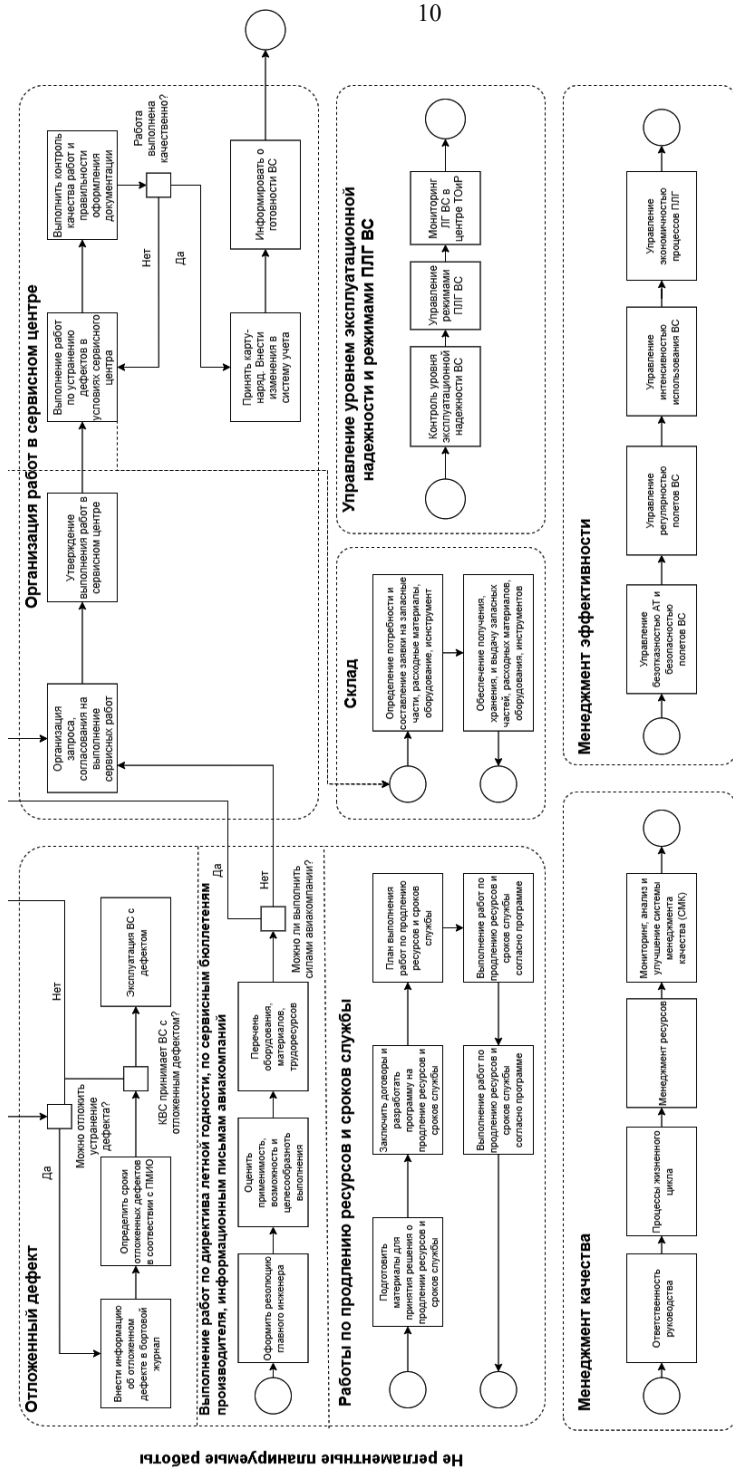 10
Не регламентные планируемые работы
Отложенный дефект
Да
Нет
Можно отложить
устранение
дефекта?
Внести информацию
об отложенном
дефекте в бортовой
журнал
Определить сроки
отложенных дефектов
в соотвествии с ПМИО
КВС принимает ВС с
отложенным дефектом?
Эксплуатация ВС с
дефектом
Выполнение работ по директива летной годности, по сервисным бюллетеням
производителя, информационным письмам авиакомпаний
Оформить резолюцию
главного инженера
Оценить
применимость,
возможность и
целесообразноть
выполнения
Перечень
оборудования,
материалов,
трудоресурсов
Можно ли выполнить
силами авиакомпании?
Да
Нет
Работы по продлению ресурсов и сроков службы
Подготовить
материалы для
принятия решения о
продлении ресурсов и
сроков службы
Заключить договоры и
разработать
программу на
продление ресурсов и
сроков службы
План выполнения
работ по продлению
ресурсов и сроков
службы
Выполнение работ по
продлению ресурсов и
сроков службы
согласно программе
Выполнение работ по
продлению ресурсов и
сроков службы
согласно программе
Организация работ в сервисном центре
Организация
запроса,
согласования на
выполнение
сервисных работ
Утверждение
выполнения работ в
сервисном центре
Выполнение работ
по устранению
дефектов в
условиях сервисного
центра
Выполнить контроль
качества работ и
правильности
оформления
документации
Работа
выполнена
качественно?
Нет
Да
Принять карту-
наряд. Внести
изменения в
систему учета
Информировать о
готовности ВС
Склад
Определение потребности и
составление заявки на запасные
части, расходные материалы,
оборудование, иснструмент
Обеспечение получения,
хранения, и выдачу запасных
частей, расходных материалов,
оборудования, инструментов
Управление уровнем эксплуатационной
надежности и режимами ПЛГ ВС
Контроль уровня
эксплуатационной
надежности ВС
Управление
режимами
ПЛГ ВС
Мониторинг
ЛГ ВС в
центре ТОиР
Менеджмент качества
Ответственность
руководства
Процессы жизненного
цикла
Менеджмент ресурсов
Мониторинг, анализ и
улучшение системы
менеджмента
качества (СМК)
Менеджмент эффективности
Управление
безотказностью АТ и
безопасностью
полетов ВС
Управление
регулярностью
полетов ВС
Управление
интенсивностью
использования ВС
Управление
экономичностью
процессов ПЛГ